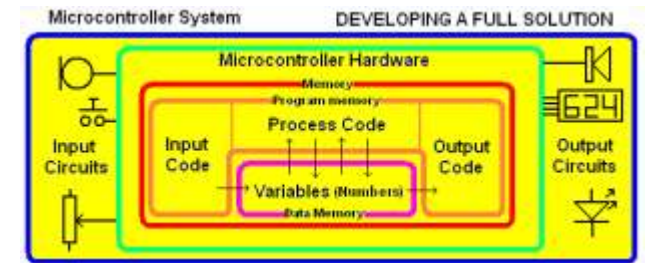 Microcontroller System DEVELOPING A FULL SOLUTION
Microcontroller Hardware
Memory
Program memory
Process Code
624
Input Code
Output Code
Input Circuits
Output Circuits
Variables (Numbers)
Data Memory